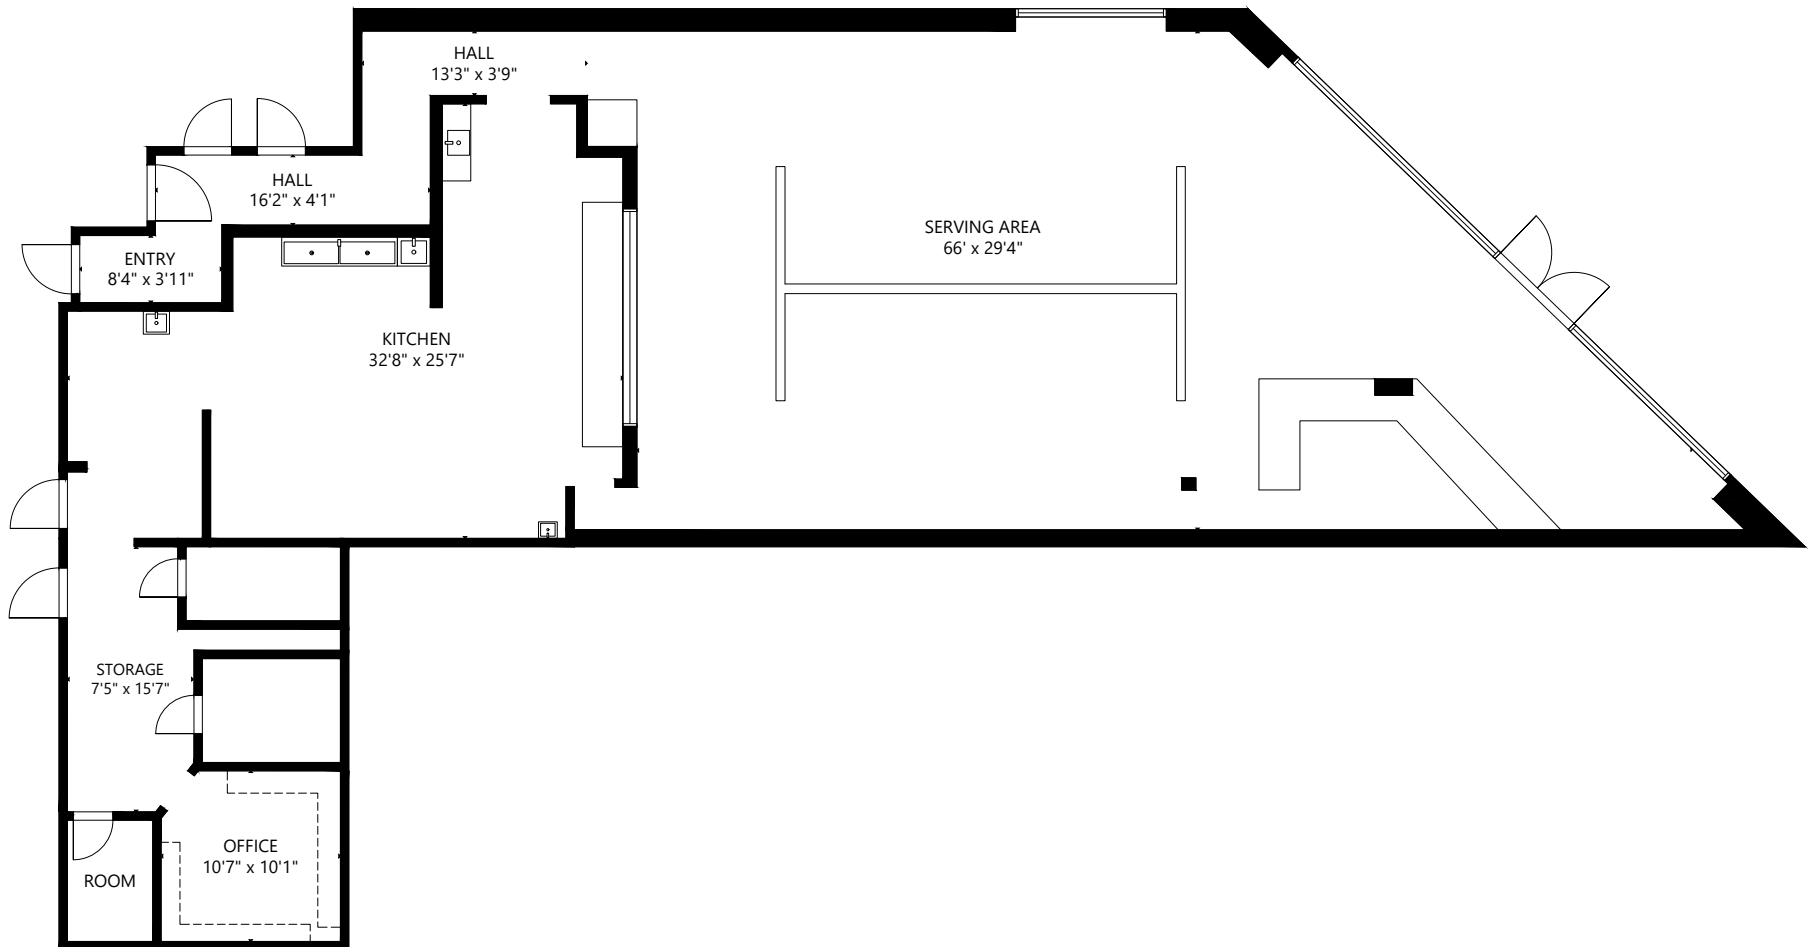 HALL
13'3" x 3'9"
HALL
16'2" x 4'1"
SERVING AREA
66' x 29'4"
ENTRY
8'4" x 3'11"
KITCHEN
32'8" x 25'7"
STORAGE
7'5" x 15'7"
OFFICE
10'7" x 10'1"
ROOM